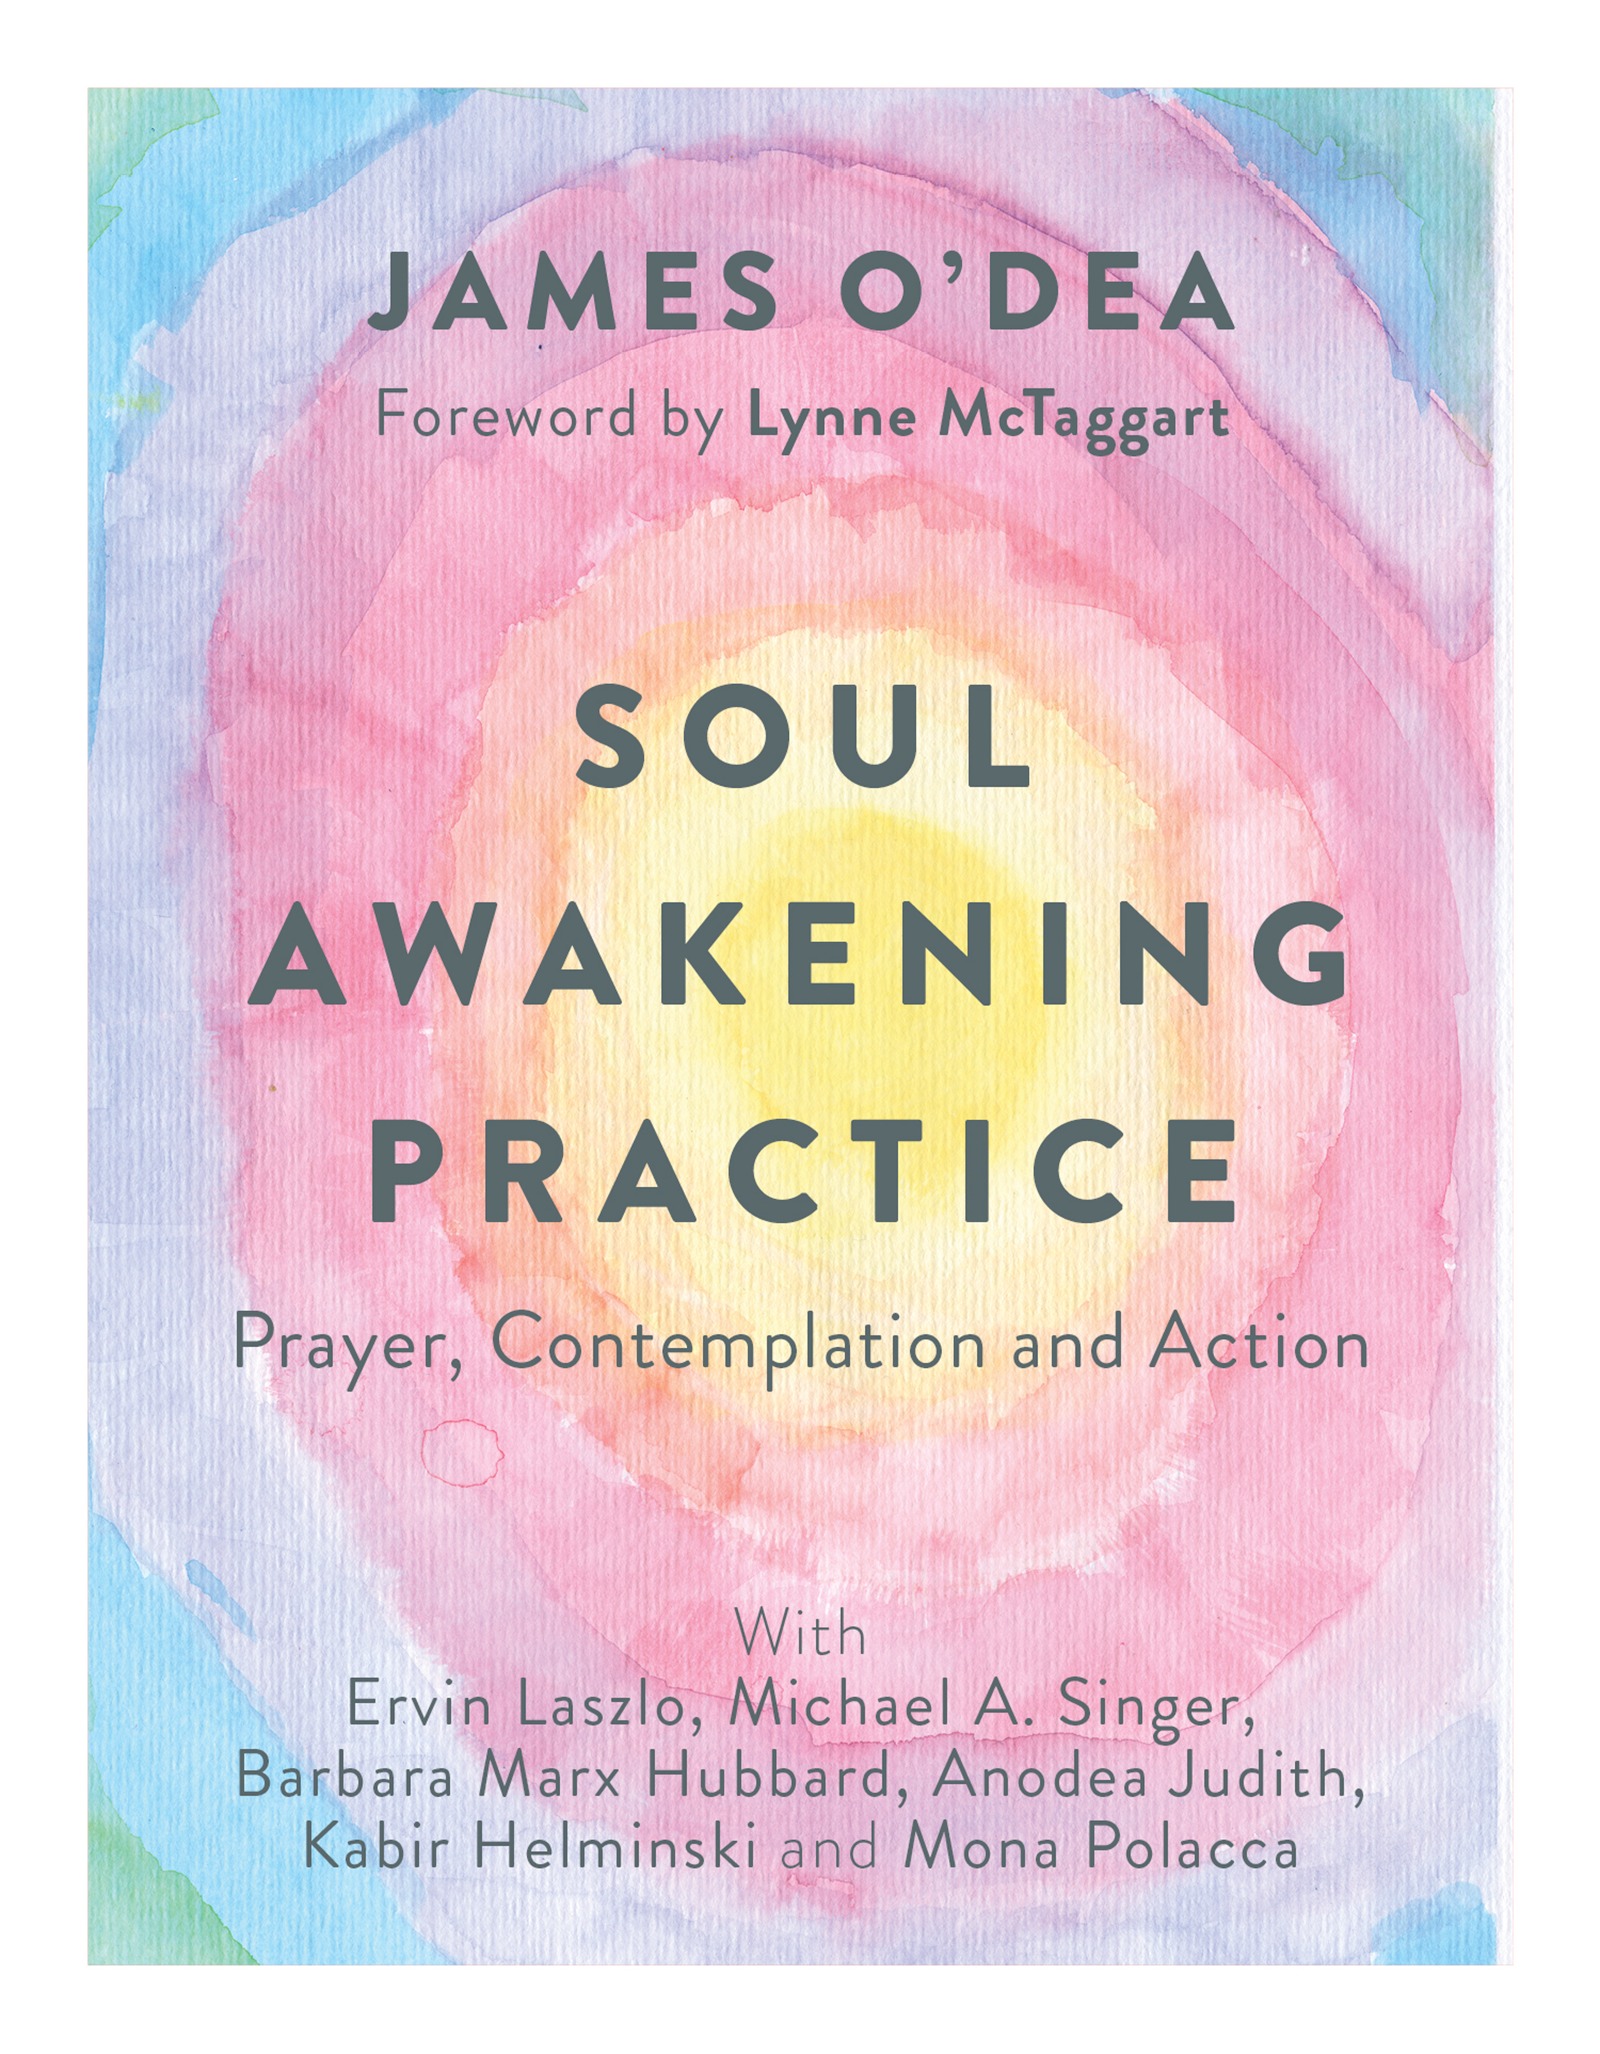 JAMES O’DEA
Foreword by Lynne McTaggart
SOUL
AWAKENING
PRACTICE
Prayer, Contemplation and Action
With
Ervin Laszlo, Michael A. Singer,
Barbara Marx Hubbard, Anodea Judith,
Kabir Helminski and Mona Polacca